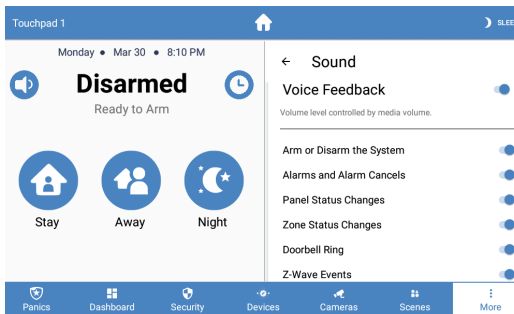 Touchpad 1
SLEE
Monday • Mar 30 • 8:10 PM
Disarmed
Ready to Arm
Stay
Away
Night
← Sound
Voice Feedback
Volume level controlled by media volume.
Arm or Disarm the System
Alarms and Alarm Cancels
Panel Status Changes
Zone Status Changes
Doorbell Ring
Z-Wave Events
Panics
Dashboard
Security
Devices
Cameras
Scenes
More